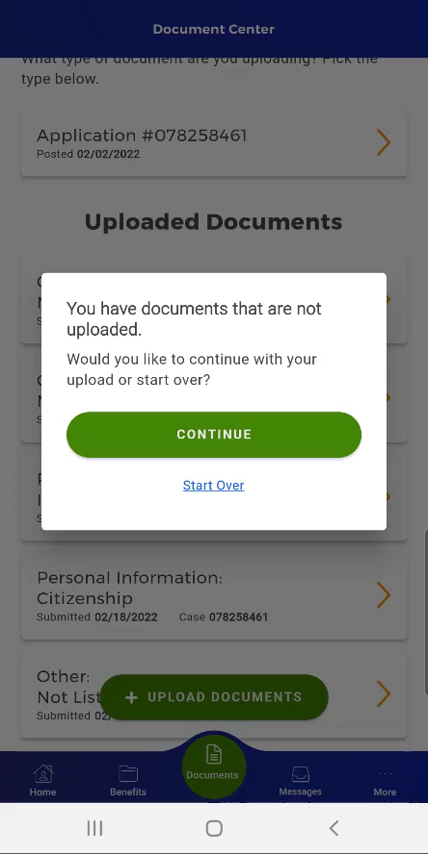 Document Center
What type of document are you uploading? Pick the
type below.
Application #078258461
Posted 02/02/2022
Uploaded Documents
You have documents that are not
uploaded.
Would you like to continue with your
upload or start over?
CONTINUE
Start Over
Personal Information:
Citizenship
Submitted 02/18/2022 Case 078258461
Other:
Not List
Submitted 02/
+ UPLOAD DOCUMENTS
Home
Benefits
Documents
Messages
More